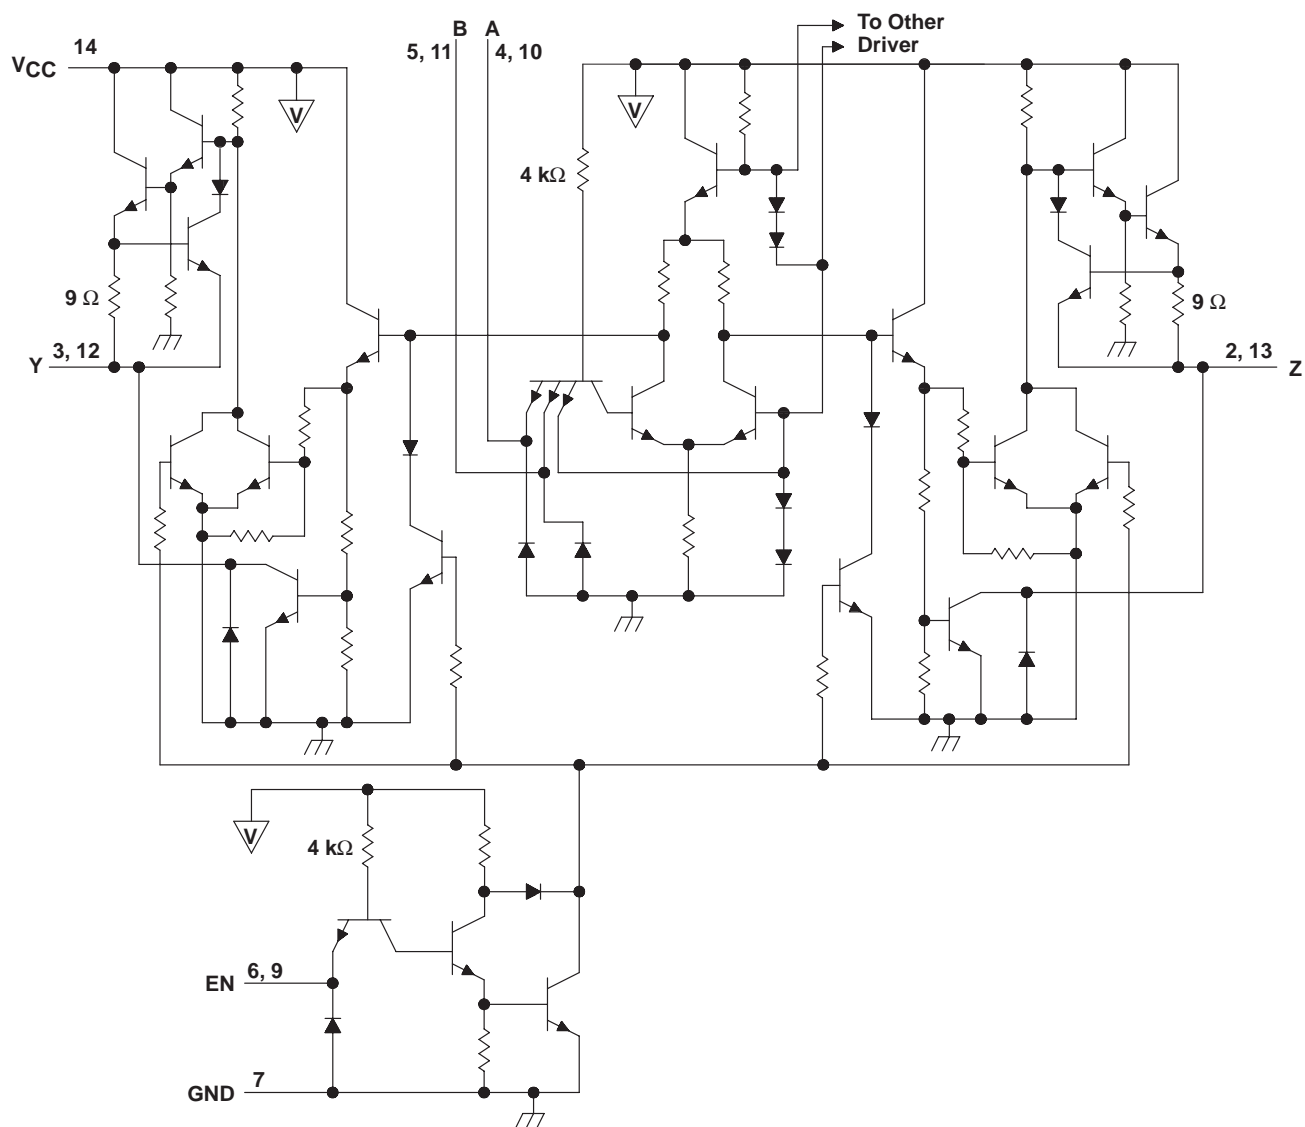 To Other
Driver
B
A
5, 11
4, 10
14
VCC
V
V
4 kΩ
9 Ω
9 Ω
3, 12
Y
2, 13
Z
V
4 kΩ
6, 9
EN
7
GND